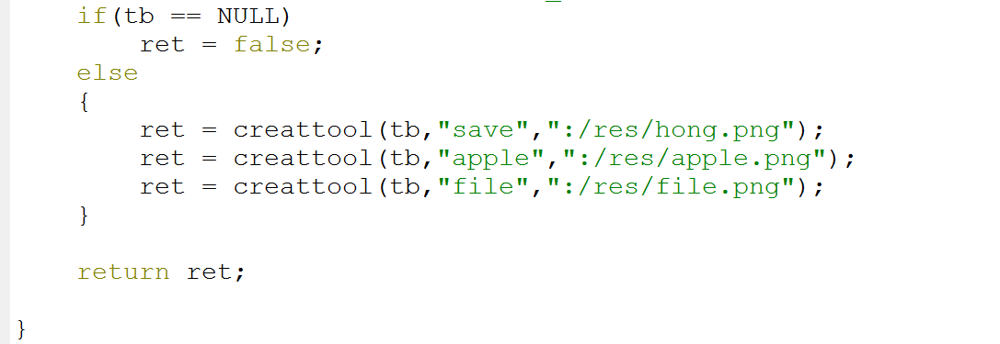 if(tb == NULL)
ret = false;
else
{
ret = creattool(tb,"save",":/res/hong.png");
ret = creattool(tb,"apple",":/res/apple.png");
ret = creattool(tb,"file",":/res/file.png");
}
return ret;
}